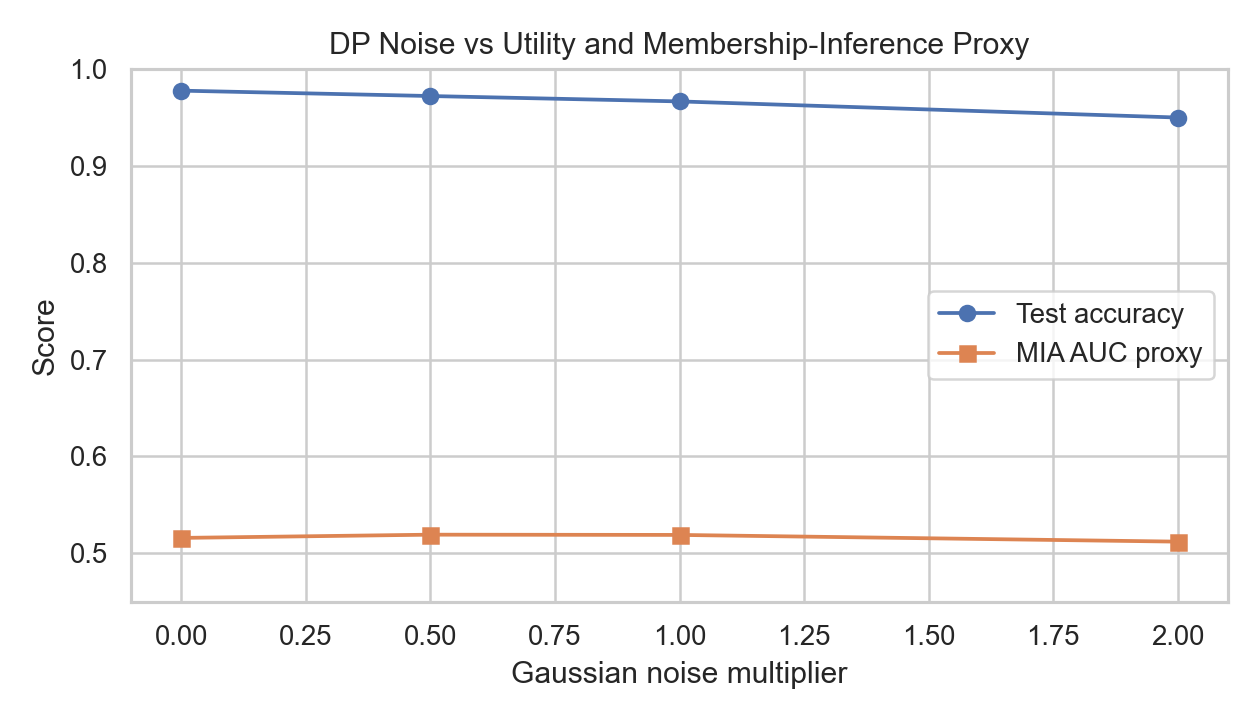 DP Noise vs Utility and Membership-Inference Proxy
1.0
0.9
0.8
0.7
0.6
0.5
Score
Test accuracy
MIA AUC proxy
0.00 0.25 0.50 0.75 1.00 1.25 1.50 1.75 2.00
Gaussian noise multiplier